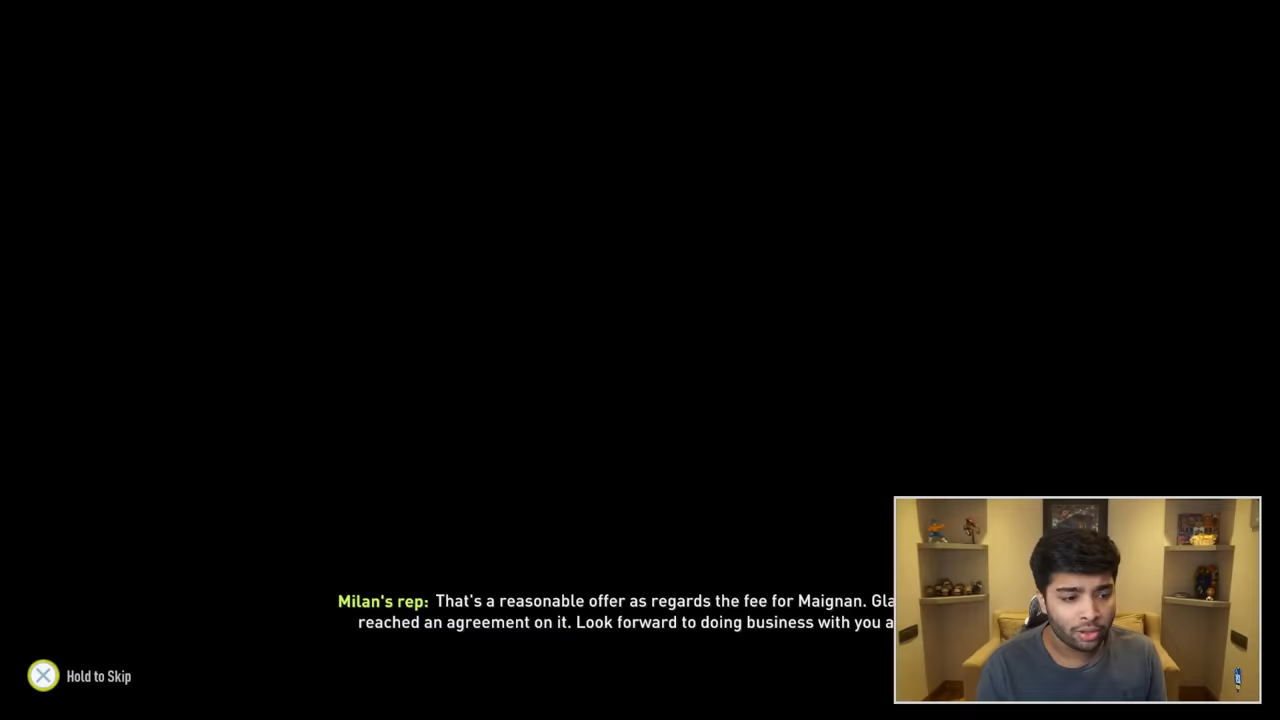 Milan's rep: That's a reasonable offer as regards the fee for Maignan.
reached an agreement on it. Look forward to doing business with you
Hold to Skip